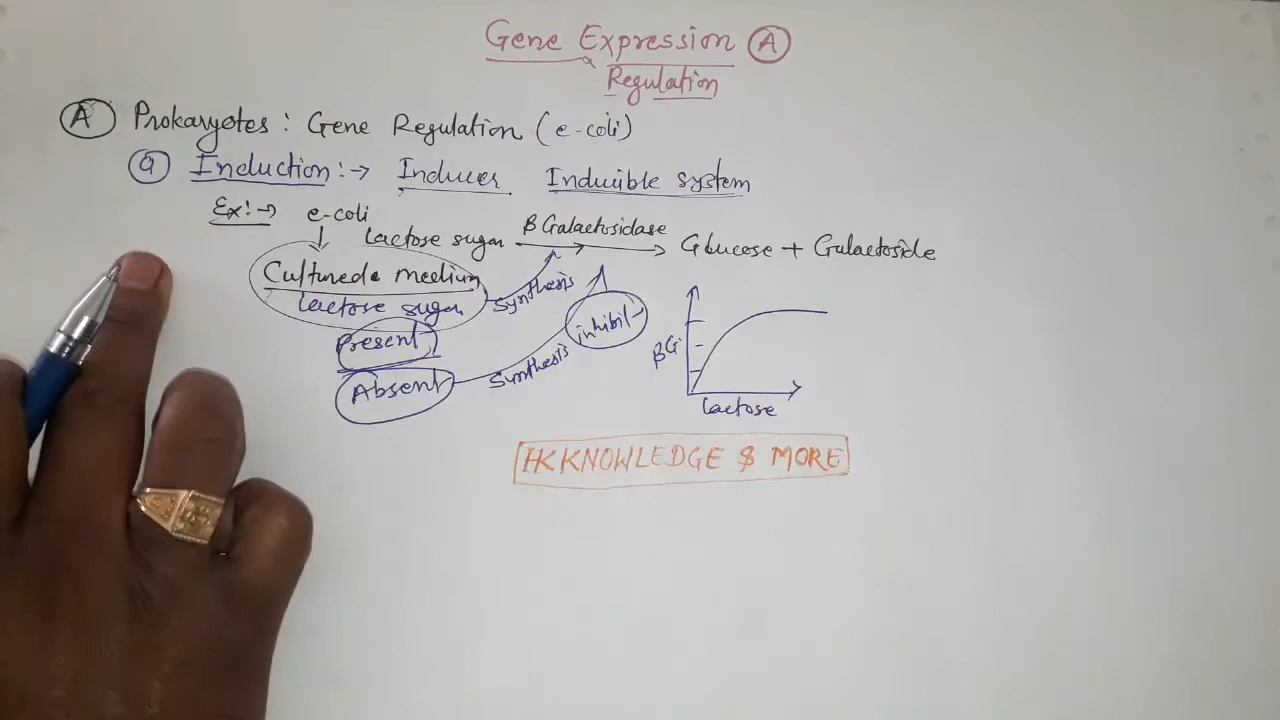 Gene Expression A
Regulation
A Prokaryotes : Gene Regulation (e-coli)
a Induction :→ Inducer Inducible system
Ex:→ e-coli
Lactose sugar β Galactosidase Glucose + Galactoside
Cultured medium
Lactose sugar
Synthesis
Present
inhibit
Absent
Synthesis
βG
Lactose
HK KNOWLEDGE & MORE